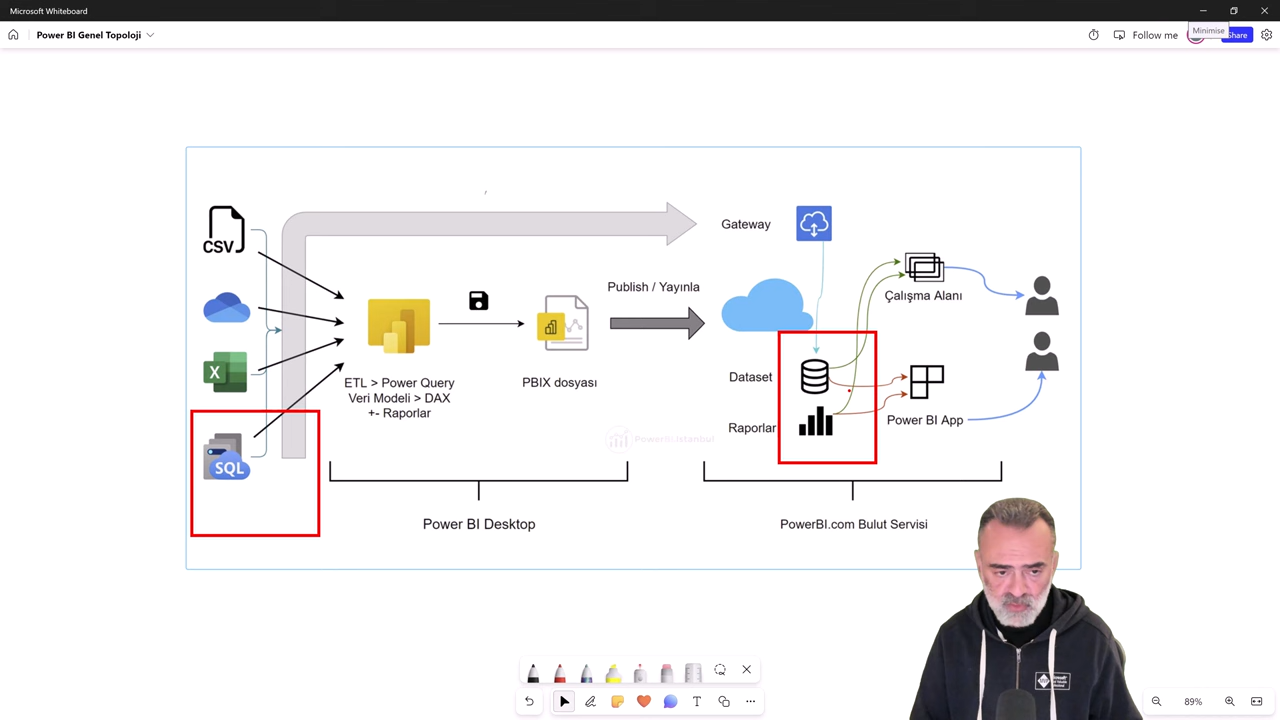 Microsoft Whiteboard
Power BI Genel Topoloji
Follow me
Minimise
Share
CSV
Gateway
Publish / Yayınla
Çalışma Alanı
X
ETL > Power Query
Veri Modeli > DAX
+- Raporlar
PBIX dosyası
Dataset
Raporlar
Power BI App
SQL
PowerBI.istanbul
Power BI Desktop
PowerBI.com Bulut Servisi
T
89%